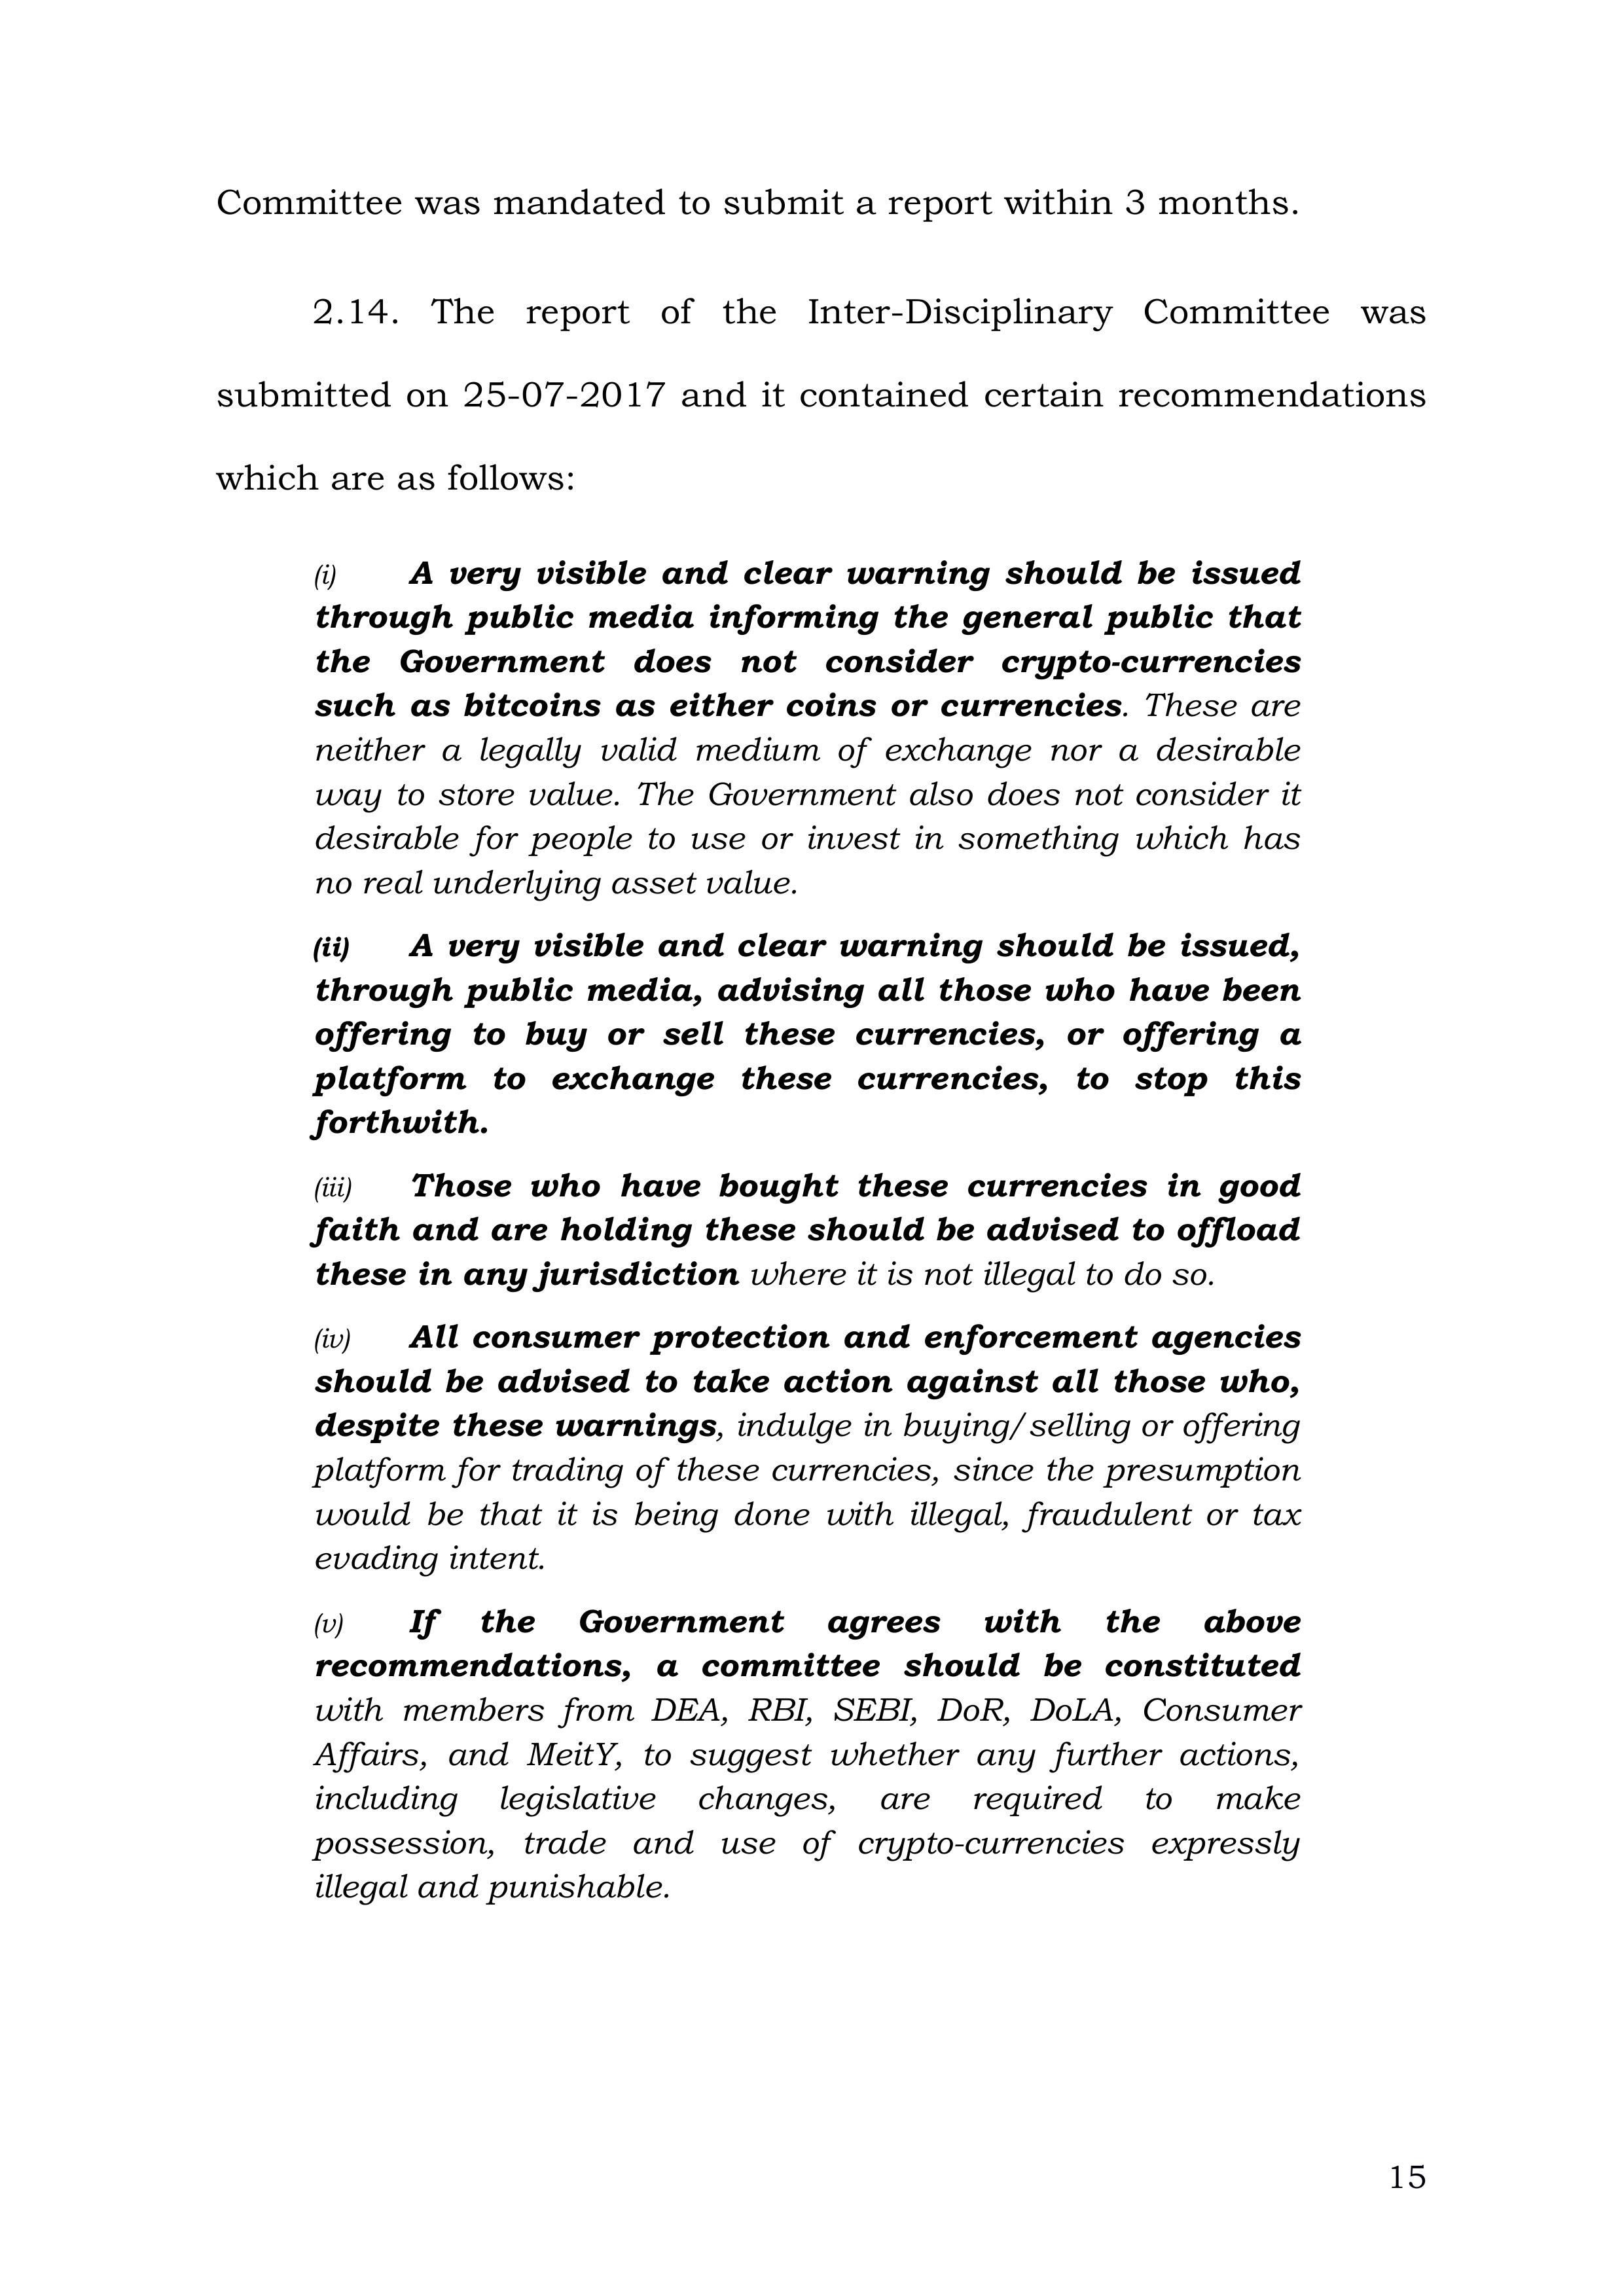 Committee was mandated to submit a report within 3 months.
2.14. The report of the Inter-Disciplinary Committee was
submitted on 25-07-2017 and it contained certain recommendations
which are as follows:
(i) A very visible and clear warning should be issued
through public media informing the general public that
the Government does not consider crypto-currencies
such as bitcoins as either coins or currencies. These are
neither a legally valid medium of exchange nor a desirable
way to store value. The Government also does not consider it
desirable for people to use or invest in something which has
no real underlying asset value.
(ii) A very visible and clear warning should be issued,
through public media, advising all those who have been
offering to buy or sell these currencies, or offering a
platform to exchange these currencies, to stop this
forthwith.
(iii) Those who have bought these currencies in good
faith and are holding these should be advised to offload
these in any jurisdiction where it is not illegal to do so.
(iv) All consumer protection and enforcement agencies
should be advised to take action against all those who,
despite these warnings, indulge in buying/selling or offering
platform for trading of these currencies, since the presumption
would be that it is being done with illegal, fraudulent or tax
evading intent.
(v) If the Government agrees with the above
recommendations, a committee should be constituted
with members from DEA, RBI, SEBI, DoR, DoLA, Consumer
Affairs, and MeitY, to suggest whether any further actions,
including legislative changes, are required to make
possession, trade and use of crypto-currencies expressly
illegal and punishable.
15